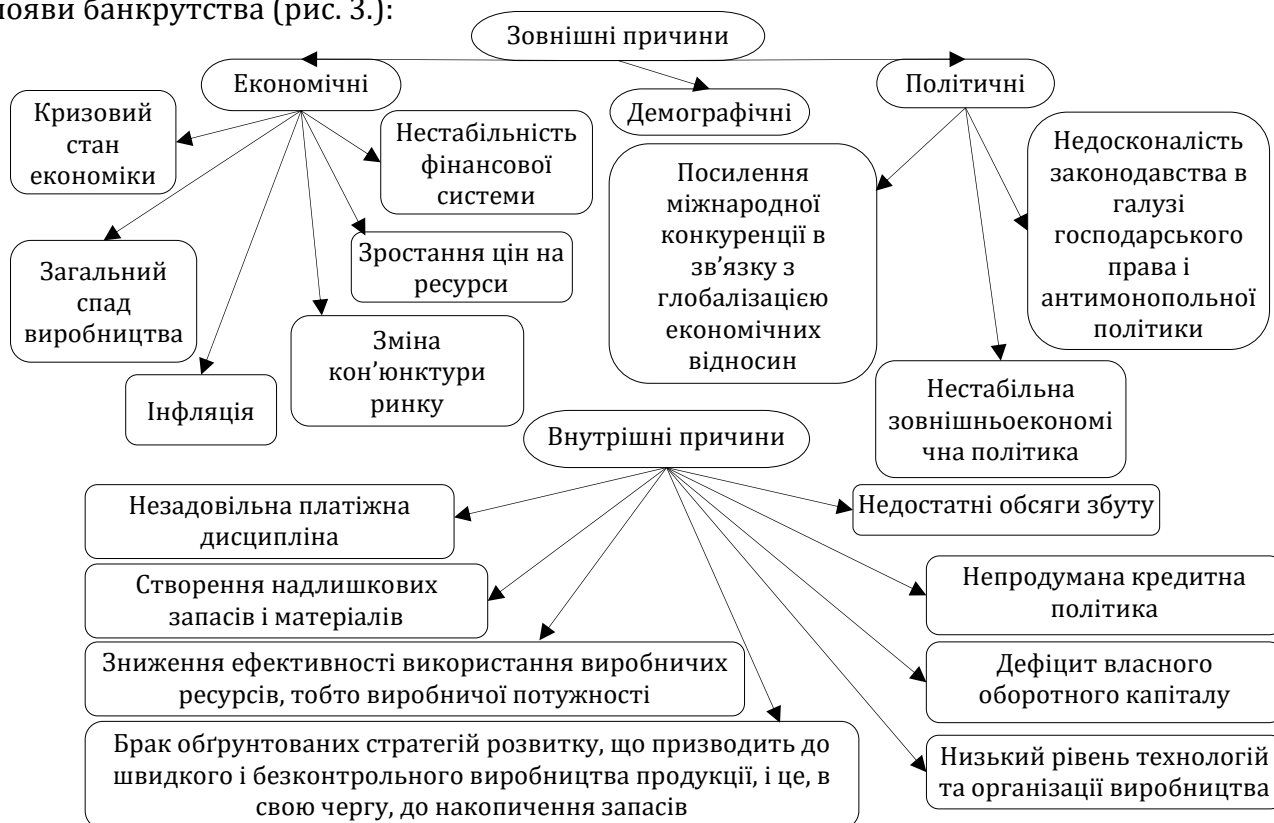 появи банкрутства (рис. 3.):
Зовнішні причини
Економічні
Демографічні
Політичні
Кризовий
стан
економіки
Загальний
спад
виробництва
Інфляція
Зміна
кон’юнктури
ринку
Зростання цін на
ресурси
Нестабільність
фінансової
системи
Посилення
міжнародної
конкуренції в
зв’язку з
глобалізацією
економічних
відносин
Нестабільна
зовнішньоекономі
чна політика
Недосконалість
законодавства в
галузі
господарського
права і
антимонопольної
політики
Внутрішні причини
Незадовільна платіжна
дисципліна
Створення надлишкових
запасів і матеріалів
Зниження ефективності використання виробничих
ресурсів, тобто виробничої потужності
Брак обґрунтованих стратегій розвитку, що призводить до
швидкого і безконтрольного виробництва продукції, і це, в
свою чергу, до накопичення запасів
Недостатні обсяги збуту
Непродумана кредитна
політика
Дефіцит власного
оборотного капіталу
Низький рівень технологій
та організації виробництва